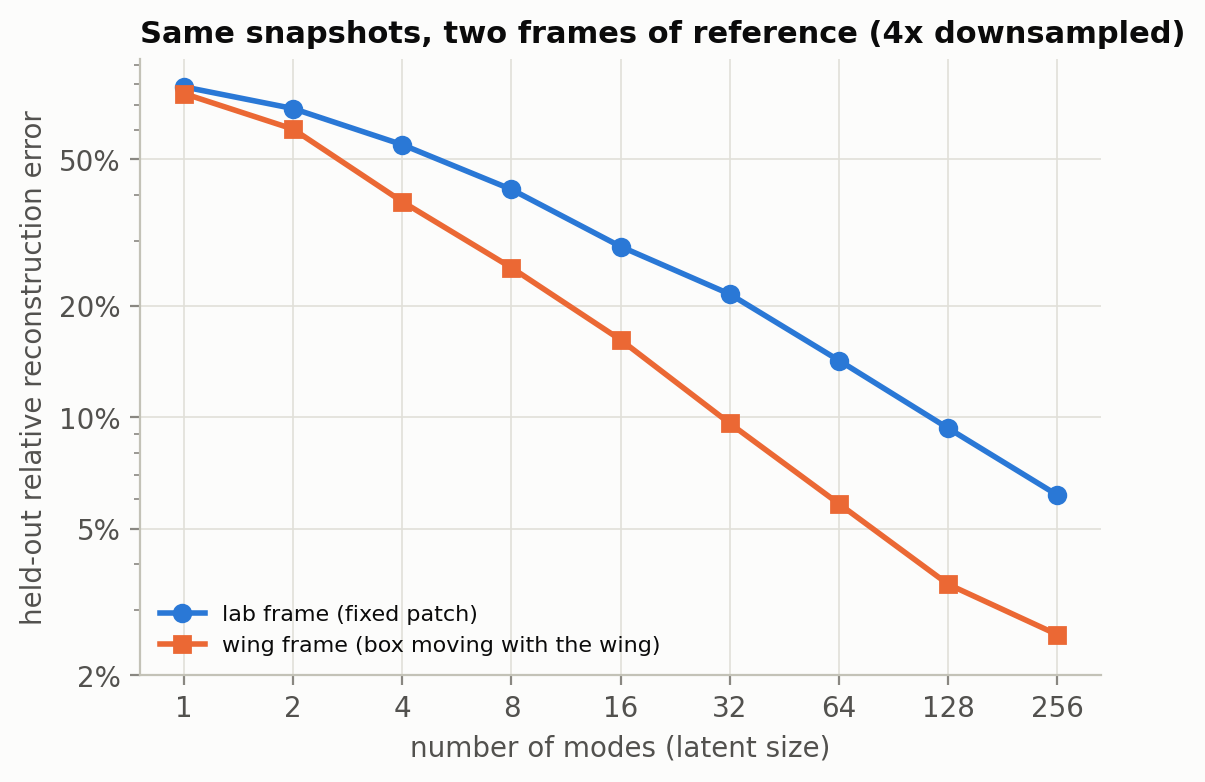 Same snapshots, two frames of reference (4x downsampled)
held-out relative reconstruction error
50%
20%
10%
5%
2%
lab frame (fixed patch)
wing frame (box moving with the wing)
1 2 4 8 16 32 64 128 256
number of modes (latent size)